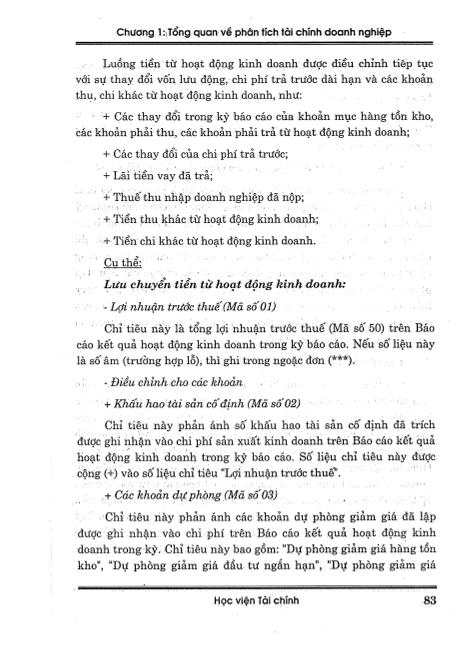 Chương 1: Tổng quan về phân tích tài chính doanh nghiệp
Luồng tiền từ hoạt động kinh doanh được điều chỉnh tiếp tục
với sự thay đổi vốn lưu động, chi phí trả trước dài hạn và các khoản
thu, chi khác từ hoạt động kinh doanh, như:
+ Các thay đổi trong kỳ báo cáo của khoản mục hàng tồn kho,
các khoản phải thu, các khoản phải trả từ hoạt động kinh doanh;
+ Các thay đổi của chi phí trả trước;
+ Lãi tiền vay đã trả;
+ Thuế thu nhập doanh nghiệp đã nộp;
+ Tiền thu khác từ hoạt động kinh doanh;
+ Tiền chi khác từ hoạt động kinh doanh.
Cụ thể:
Lưu chuyển tiền từ hoạt động kinh doanh:
- Lợi nhuận trước thuế (Mã số 01)
Chỉ tiêu này là tổng lợi nhuận trước thuế (Mã số 50) trên Báo
cáo kết quả hoạt động kinh doanh trong kỳ báo cáo. Nếu số liệu này
là số âm (trường hợp lỗ), thì ghi trong ngoặc đơn (***).
- Điều chỉnh cho các khoản
+ Khấu hao tài sản cố định (Mã số 02)
Chỉ tiêu này phản ánh số khấu hao tài sản cố định đã trích
được ghi nhận vào chi phí sản xuất kinh doanh trên Báo cáo kết quả
hoạt động kinh doanh trong kỳ báo cáo. Số liệu chỉ tiêu này được
cộng (+) vào số liệu chỉ tiêu "Lợi nhuận trước thuế".
+ Các khoản dự phòng (Mã số 03)
Chỉ tiêu này phản ánh các khoản dự phòng giảm giá đã lập
được ghi nhận vào chi phí trên Báo cáo kết quả hoạt động kinh
doanh trong kỳ. Chỉ tiêu này bao gồm: "Dự phòng giảm giá hàng tồn
kho", "Dự phòng giảm giá đầu tư ngắn hạn", "Dự phòng giảm giá
Học viện Tài chính 83